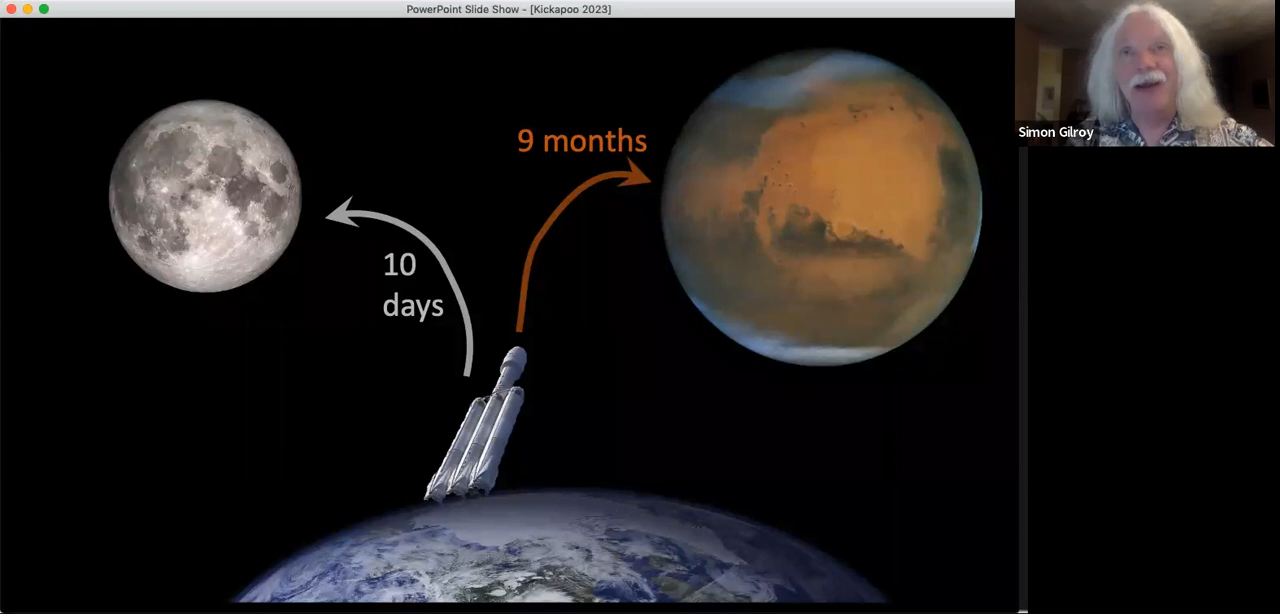 PowerPoint Slide Show - [Kickapoo 2023]
9 months
10
days
Simon Gilroy